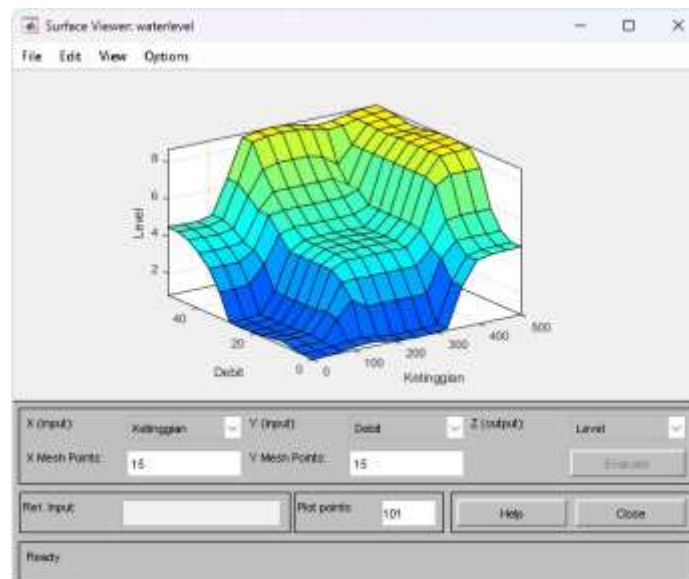 Surface Viewer: waterlevel
File Edit View Options
8
6
4
2
Level
40
20
0
Debit
0
100
200
300
400
500
Ketinggian
X (input): Ketinggian Y (input): Debit Z (output): Level
X Mesh Points: 15 Y Mesh Points: 15 Evaluate
Ref. Input: Plot points: 101 Help Close
Ready